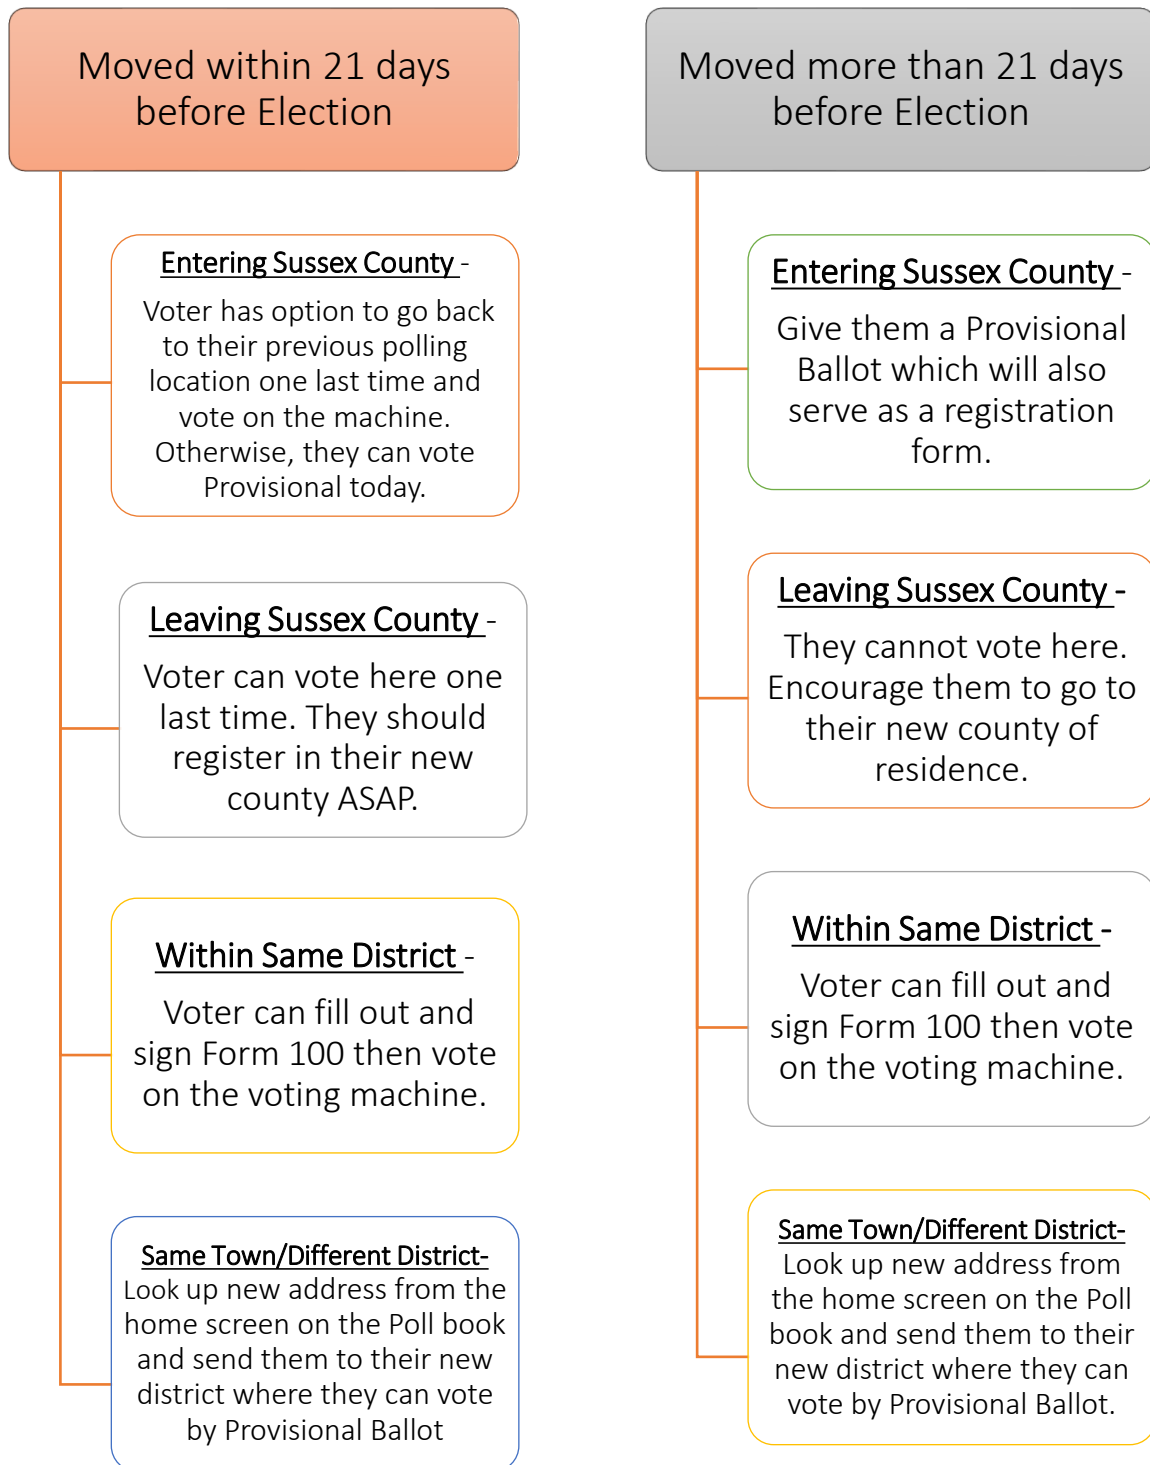 Moved within 21 days
before Election
Entering Sussex County -
Voter has option to go back
to their previous polling
location one last time and
vote on the machine.
Otherwise, they can vote
Provisional today.
Leaving Sussex County -
Voter can vote here one
last time. They should
register in their new
county ASAP.
Within Same District -
Voter can fill out and
sign Form 100 then vote
on the voting machine.
Same Town/Different District-
Look up new address from the
home screen on the Poll book
and send them to their new
district where they can vote
by Provisional Ballot
Moved more than 21 days
before Election
Entering Sussex County -
Give them a Provisional
Ballot which will also
serve as a registration
form.
Leaving Sussex County -
They cannot vote here.
Encourage them to go to
their new county of
residence.
Within Same District -
Voter can fill out and
sign Form 100 then vote
on the voting machine.
Same Town/Different District-
Look up new address from
the home screen on the Poll
book and send them to their
new district where they can
vote by Provisional Ballot.